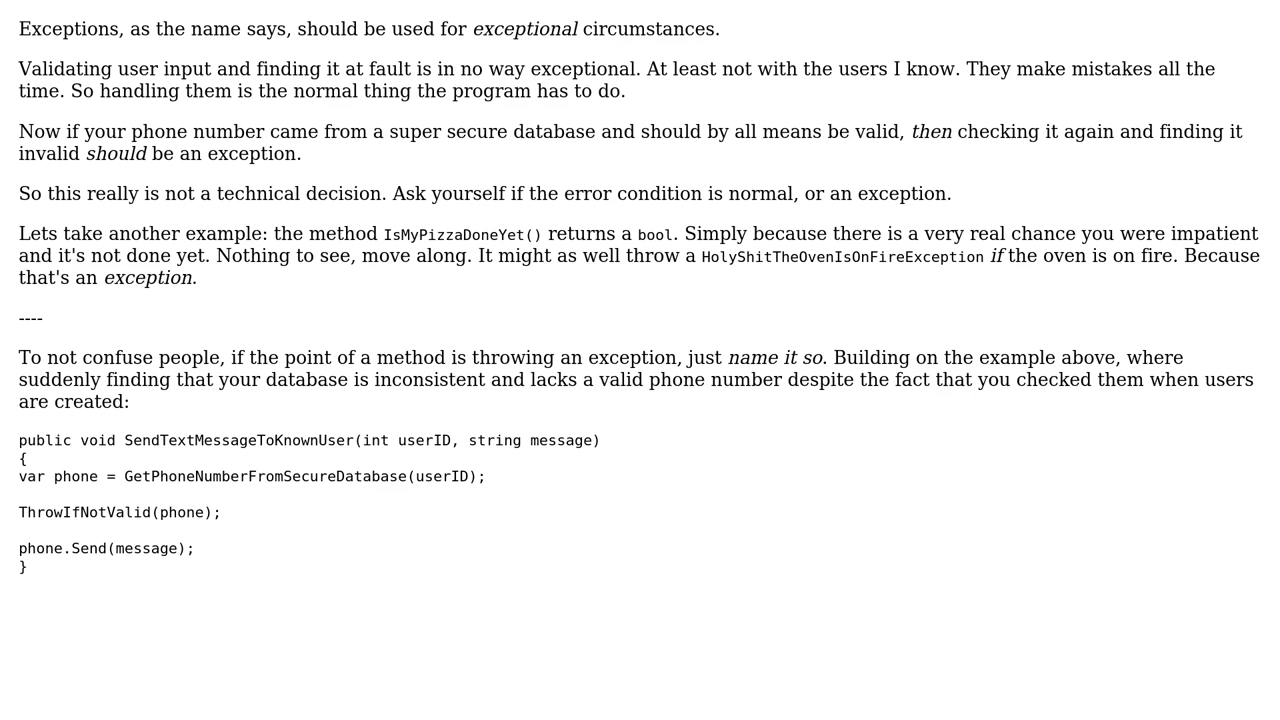 Exceptions, as the name says, should be used for exceptional circumstances.
Validating user input and finding it at fault is in no way exceptional. At least not with the users I know. They make mistakes all the
time. So handling them is the normal thing the program has to do.
Now if your phone number came from a super secure database and should by all means be valid, then checking it again and finding it
invalid should be an exception.
So this really is not a technical decision. Ask yourself if the error condition is normal, or an exception.
Lets take another example: the method IsMyPizzaDoneYet() returns a bool. Simply because there is a very real chance you were impatient
and it's not done yet. Nothing to see, move along. It might as well throw a HolyShitTheOvenIsOnFireException if the oven is on fire. Because
that's an exception.
----
To not confuse people, if the point of a method is throwing an exception, just name it so. Building on the example above, where
suddenly finding that your database is inconsistent and lacks a valid phone number despite the fact that you checked them when users
are created:
public void SendTextMessageToKnownUser(int userID, string message)
{
var phone = GetPhoneNumberFromSecureDatabase(userID);
ThrowIfNotValid(phone);
phone.Send(message);
}